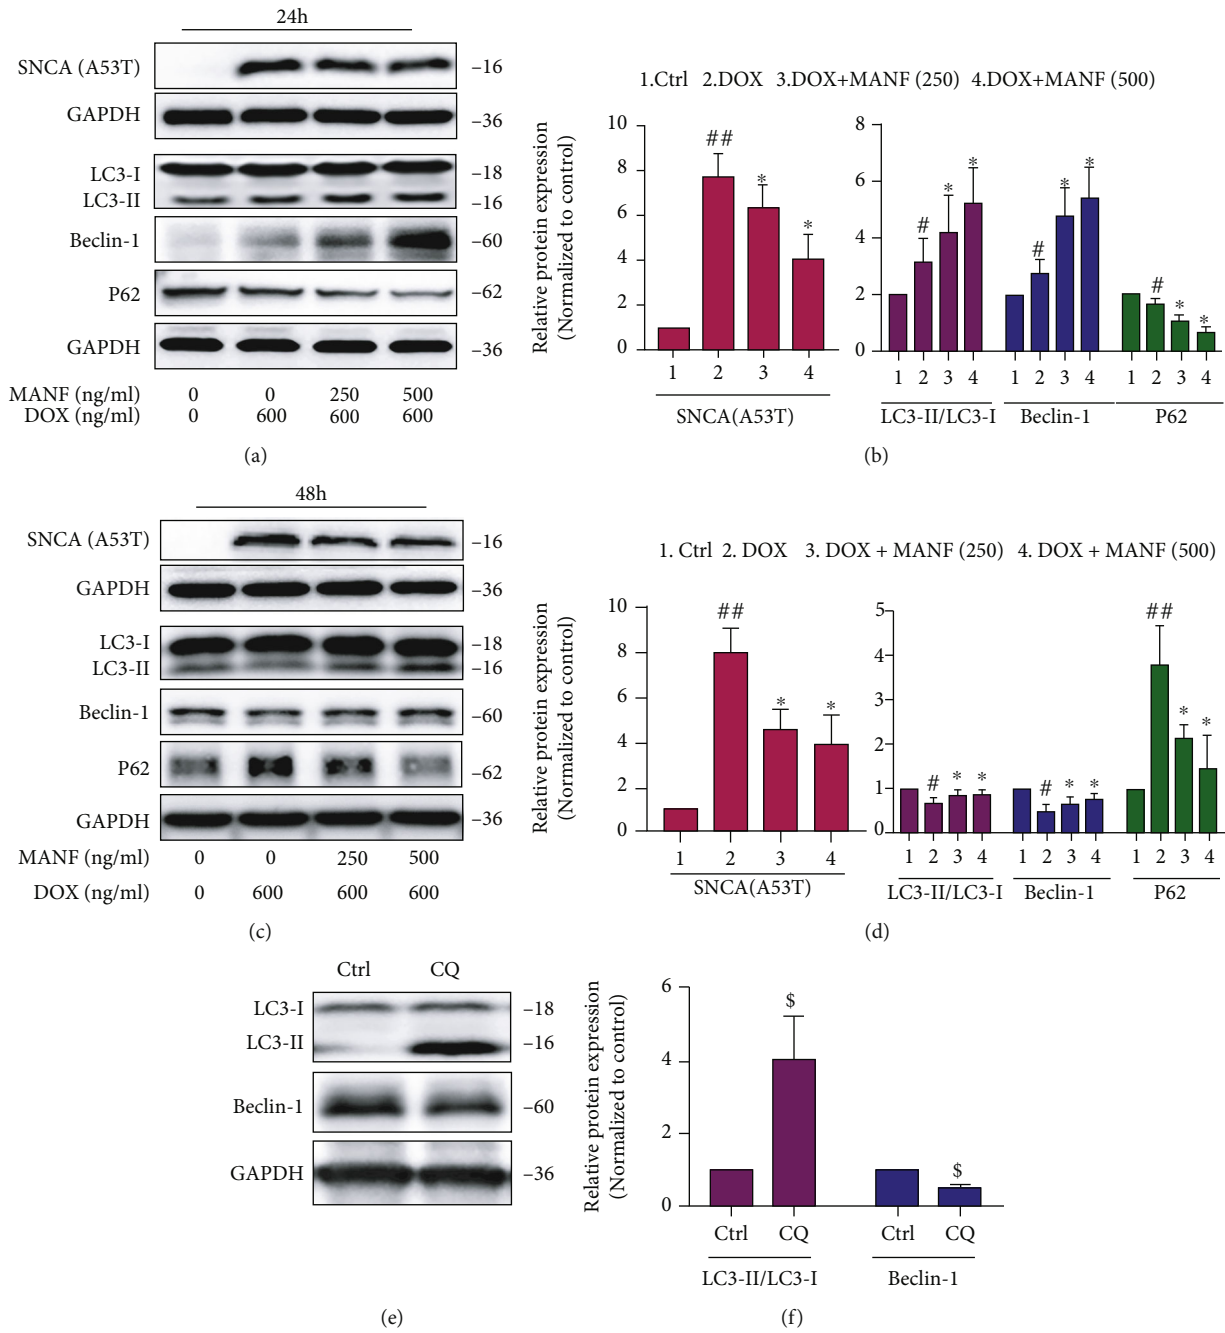 24h
SNCA (A53T)
–16
GAPDH
–36
LC3-I
–18
LC3-II
–16
Beclin-1
–60
P62
–62
GAPDH
–36
MANF (ng/ml) 0 0 250 500
DOX (ng/ml) 0 600 600 600
(a)
1.Ctrl 2.DOX 3.DOX+MANF (250) 4.DOX+MANF (500)
Relative protein expression
(Normalized to control)
10
8
6
4
2
0
##
*
*
1 2 3 4
SNCA(A53T)
8
6
4
2
0
# * *
# * *
# * *
1 2 3 4 1 2 3 4 1 2 3 4
LC3-II/LC3-I Beclin-1 P62
(b)
48h
SNCA (A53T)
–16
GAPDH
–36
LC3-I
–18
LC3-II
–16
Beclin-1
–60
P62
–62
GAPDH
–36
MANF (ng/ml) 0 0 250 500
DOX (ng/ml) 0 600 600 600
(c)
1. Ctrl 2. DOX 3. DOX + MANF (250) 4. DOX + MANF (500)
Relative protein expression
(Normalized to control)
10
8
6
4
2
0
##
*
*
1 2 3 4
SNCA(A53T)
5
4
3
2
1
0
# * *
# * *
## * *
1 2 3 4 1 2 3 4 1 2 3 4
LC3-II/LC3-I Beclin-1 P62
(d)
Ctrl CQ
LC3-I
–18
LC3-II
–16
Beclin-1
–60
GAPDH
–36
(e)
Relative protein expression
(Normalized to control)
6
4
2
0
$
$
Ctrl CQ Ctrl CQ
LC3-II/LC3-I Beclin-1
(f)